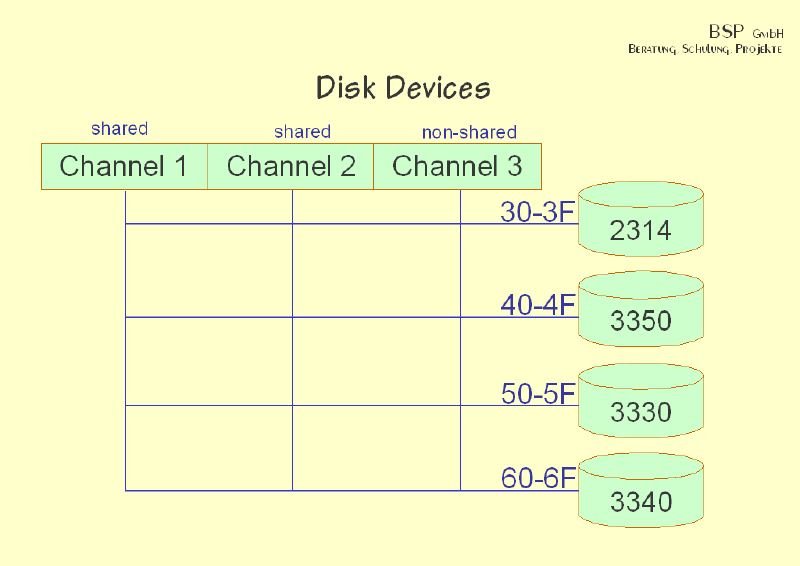 BSP GmbH
Beratung, Schulung, Projekte
Disk Devices
shared
shared
non-shared
Channel 1
Channel 2
Channel 3
30-3F
2314
40-4F
3350
50-5F
3330
60-6F
3340